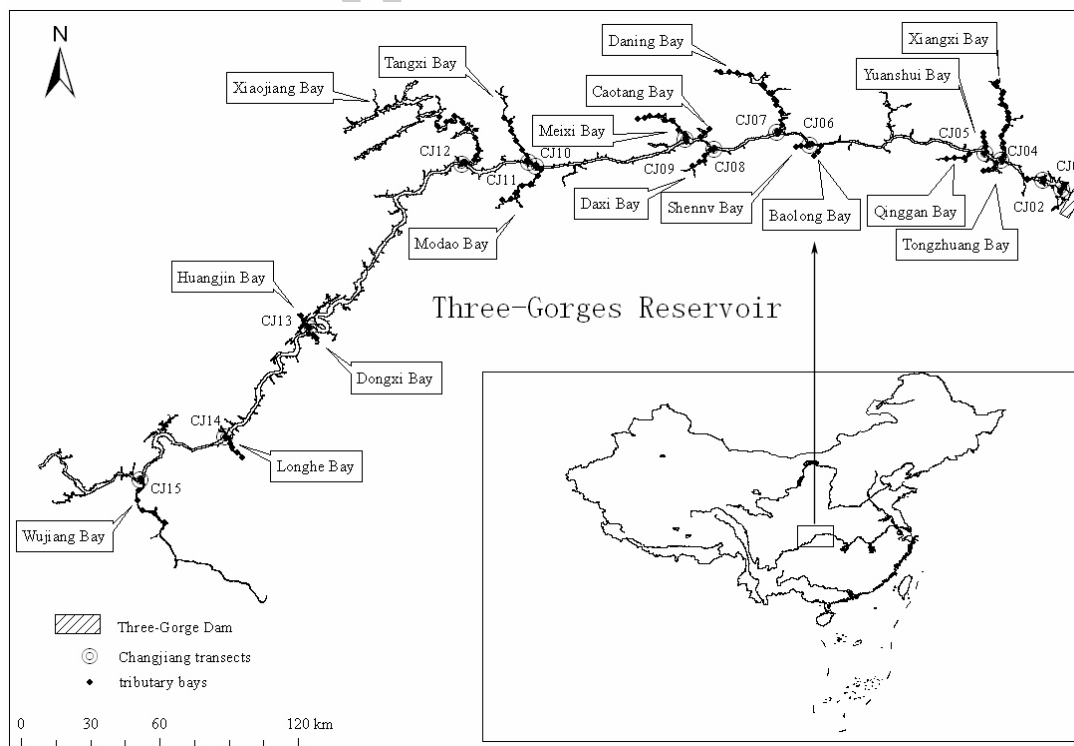 N
Daning Bay
Xiangxi Bay
Tangxi Bay
Yuanshui Bay
Xiaojiang Bay
Caotang Bay
Meixi Bay
CJ07
CJ06
CJ05
CJ04
CJ12
CJ10
CJ11
CJ09
CJ08
CJ02
Daxi Bay
Shennv Bay
Baolong Bay
Qinggan Bay
Tongzhuang Bay
Modao Bay
Huangjin Bay
CJ13
Three-Gorges Reservoir
Dongxi Bay
CJ14
Longhe Bay
CJ15
Wujiang Bay
Three-Gorge Dam
Changjiang transects
tributary bays
0 30 60 120 km